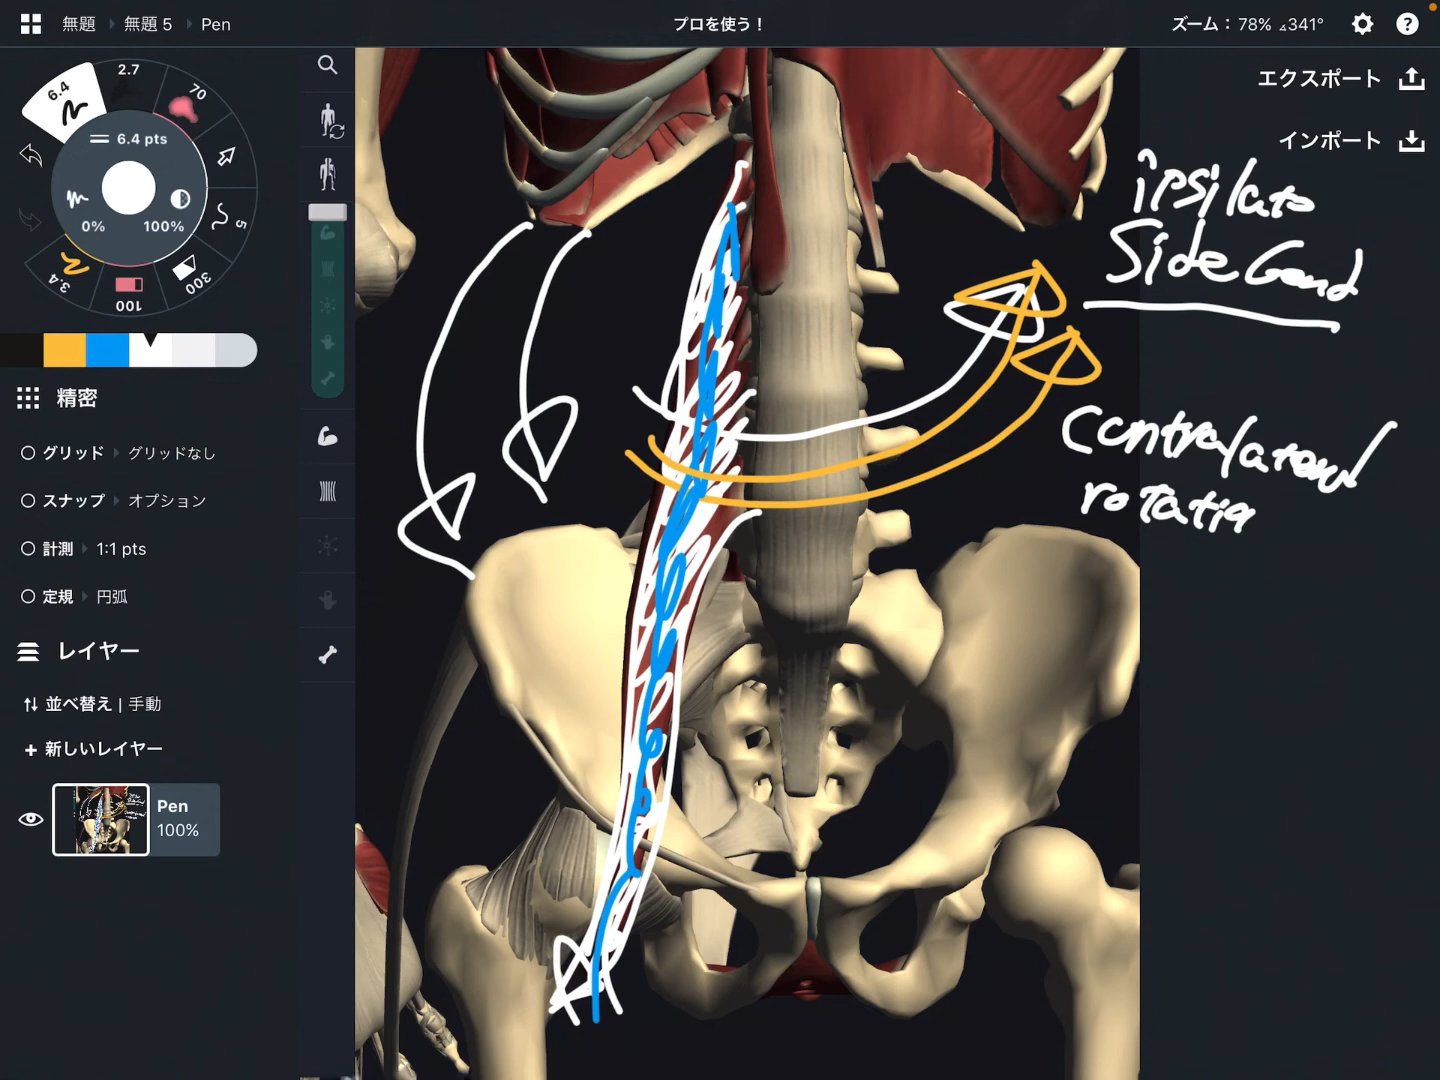 無題 無題 5 Pen
プロを使う！
ズーム：78% ⊿341°
エクスポート
インポート
6.4
2.7
70
5
300
100
3.4
6.4 pts
0% 100%
精密
グリッド グリッドなし
スナップ オプション
計測 1:1 pts
定規 円弧
レイヤー
並べ替え | 手動
+ 新しいレイヤー
Pen
100%
ipsilate
Side
Contralateral
rotatin